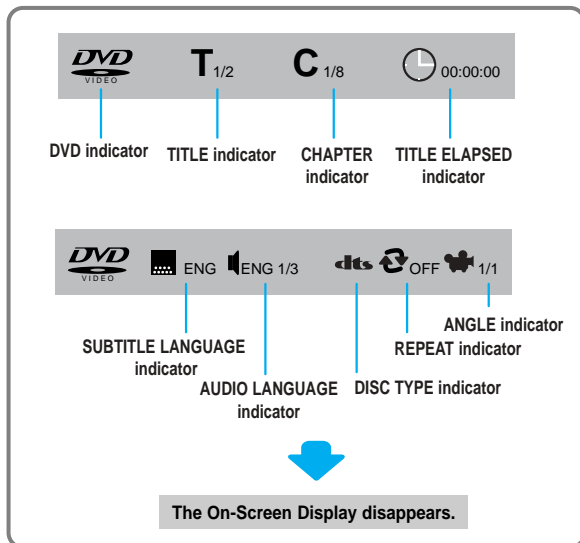 DVD VIDEO T 1/2 C 1/8 00:00:00
DVD indicator TITLE indicator CHAPTER indicator TITLE ELAPSED indicator
DVD VIDEO ENG ENG 1/3 dts OFF 1/1
ANGLE indicator
SUBTITLE LANGUAGE indicator
REPEAT indicator
AUDIO LANGUAGE indicator
DISC TYPE indicator
The On-Screen Display disappears.